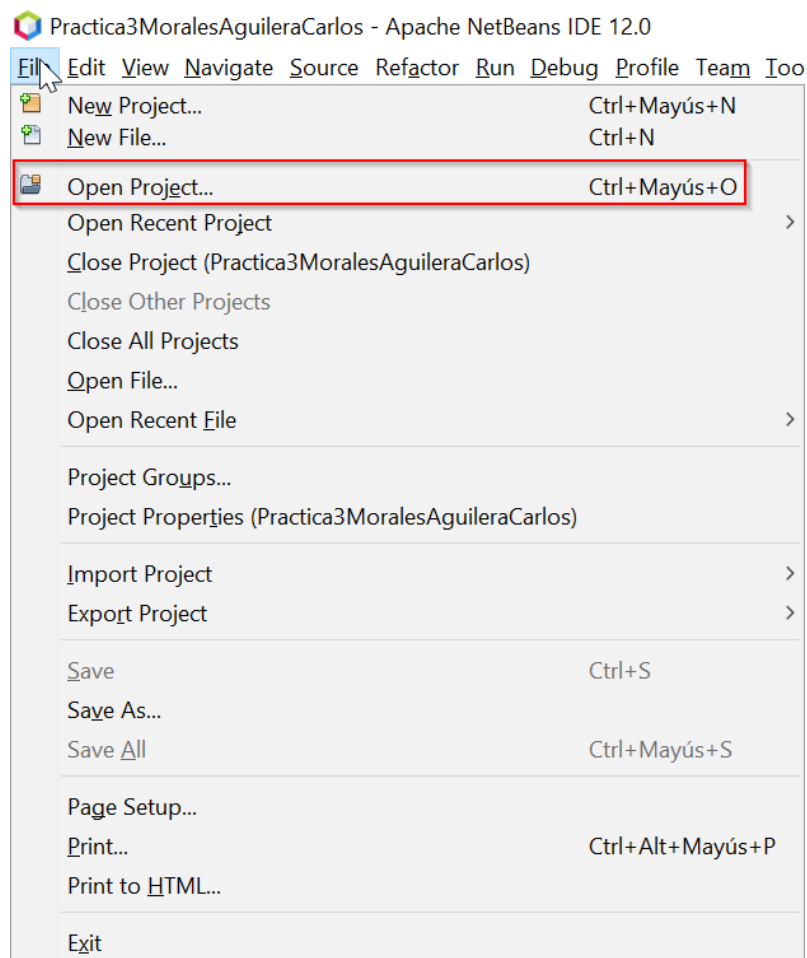 Practica3MoralesAguileraCarlos - Apache NetBeans IDE 12.0
File Edit View Navigate Source Refactor Run Debug Profile Team Too
New Project... Ctrl+Mayús+N
New File... Ctrl+N
Open Project... Ctrl+Mayús+O
Open Recent Project
Close Project (Practica3MoralesAguileraCarlos)
Close Other Projects
Close All Projects
Open File...
Open Recent File
Project Groups...
Project Properties (Practica3MoralesAguileraCarlos)
Import Project
Export Project
Save Ctrl+S
Save As...
Save All Ctrl+Mayús+S
Page Setup...
Print... Ctrl+Alt+Mayús+P
Print to HTML...
Exit